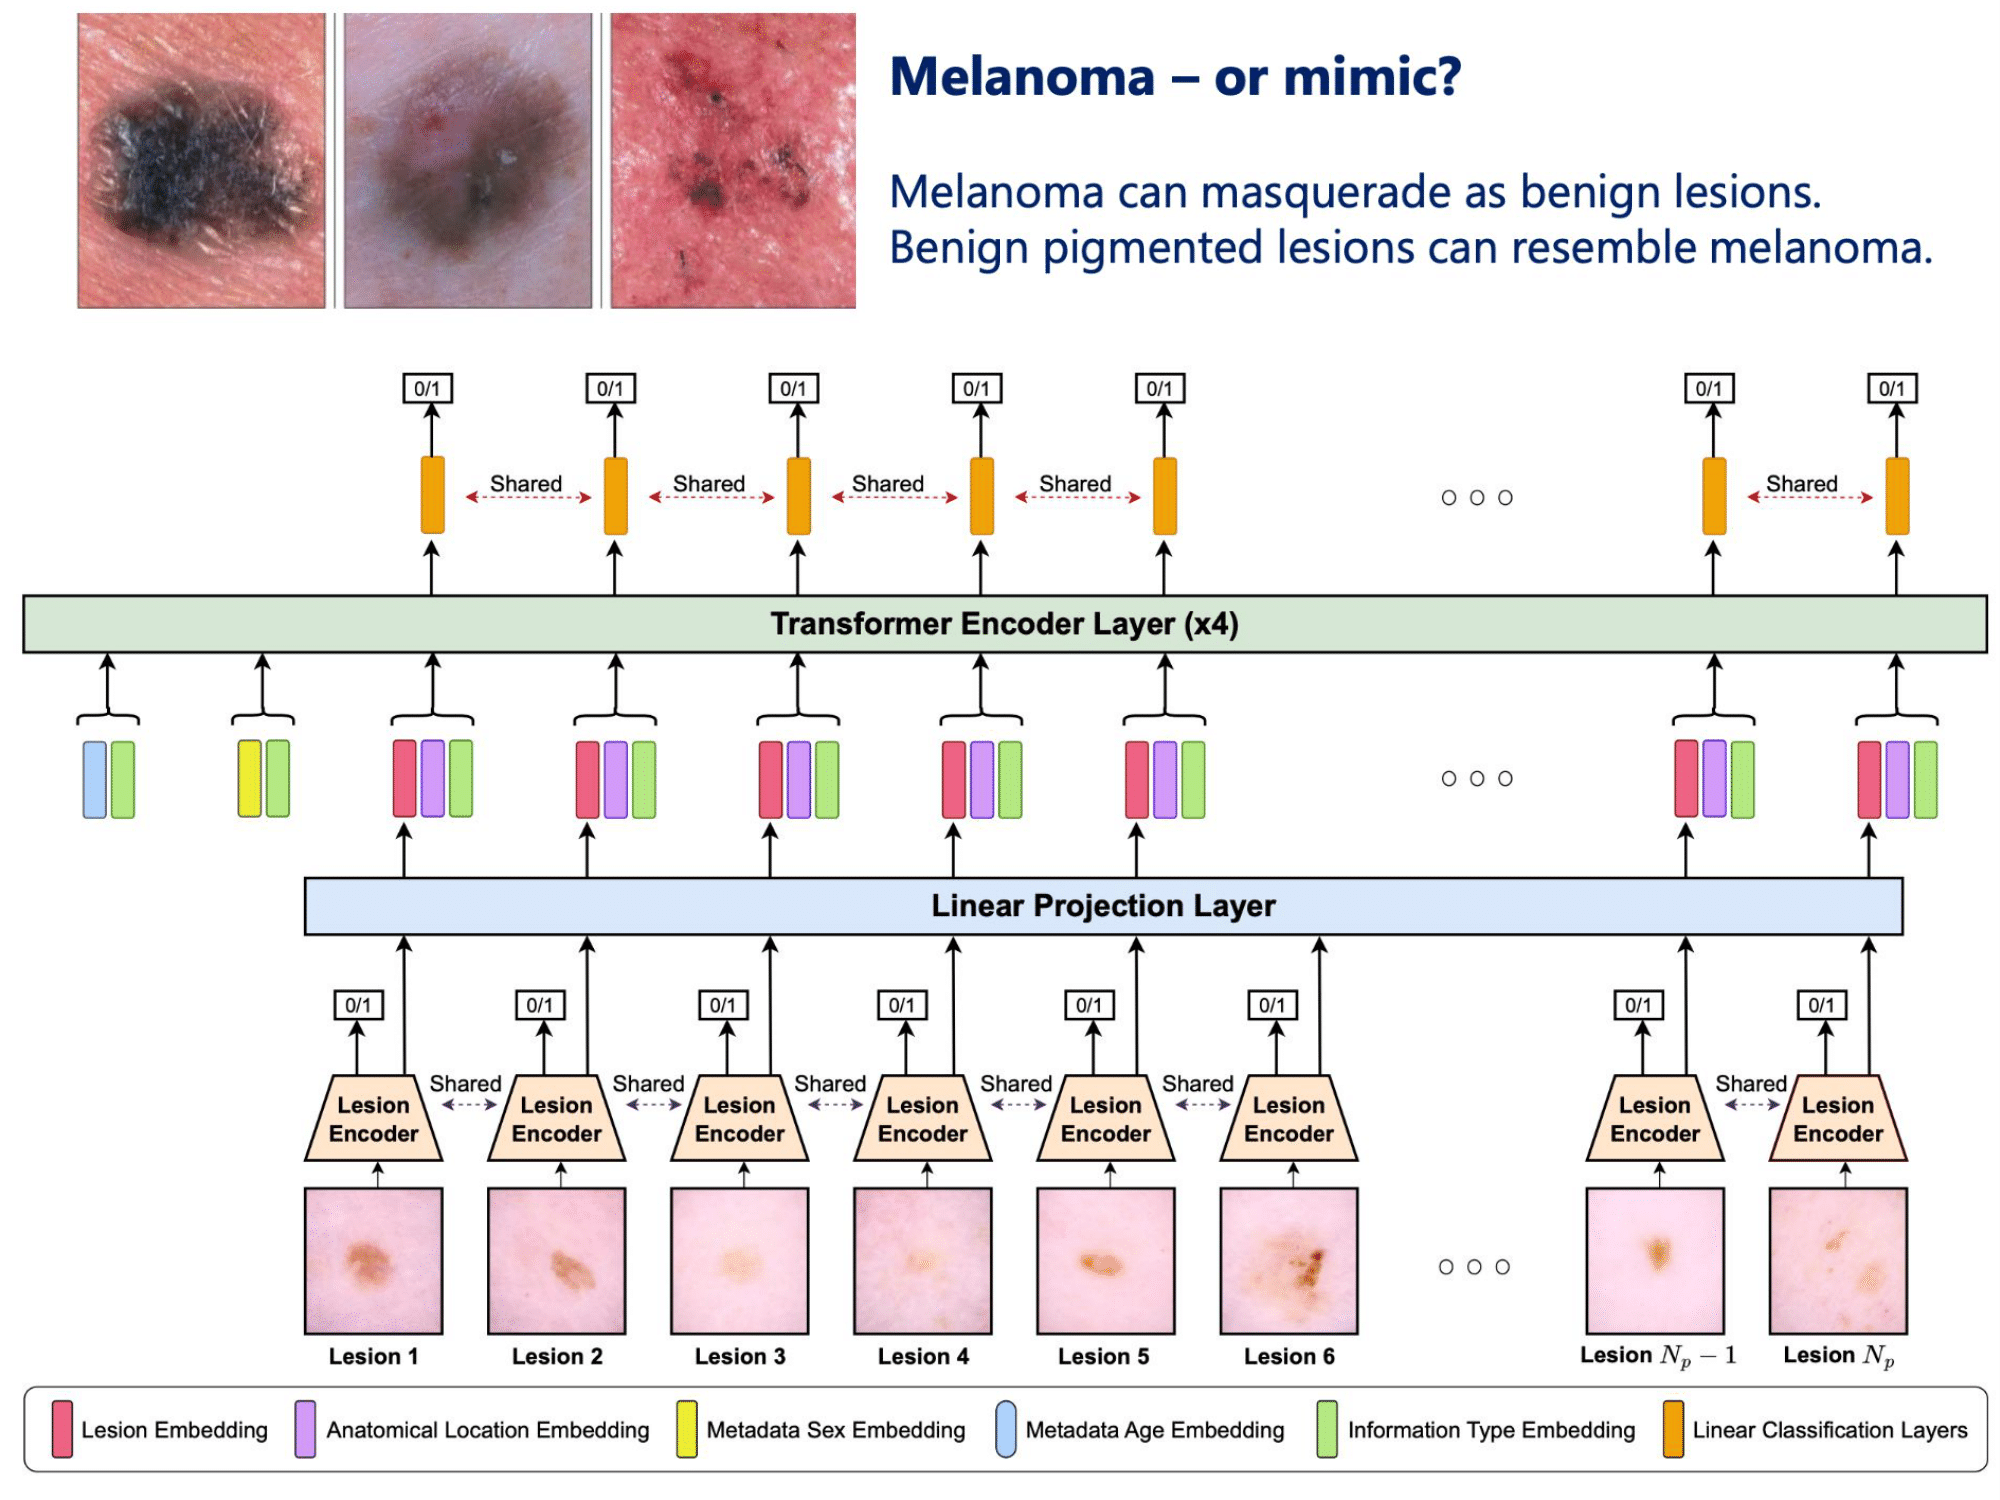 Melanoma – or mimic?
Melanoma can masquerade as benign lesions.
Benign pigmented lesions can resemble melanoma.
0/1 0/1 0/1 0/1 0/1 0/1 0/1
Shared Shared Shared Shared Shared
Transformer Encoder Layer (x4)
Linear Projection Layer
0/1 0/1 0/1 0/1 0/1 0/1 0/1 0/1
Shared Shared Shared Shared Shared Shared
Lesion Lesion Lesion Lesion Lesion Lesion Lesion Lesion
Encoder Encoder Encoder Encoder Encoder Encoder Encoder Encoder
Lesion 1 Lesion 2 Lesion 3 Lesion 4 Lesion 5 Lesion 6 Lesion Nₚ − 1 Lesion Nₚ
Lesion Embedding Anatomical Location Embedding Metadata Sex Embedding Metadata Age Embedding Information Type Embedding Linear Classification Layers